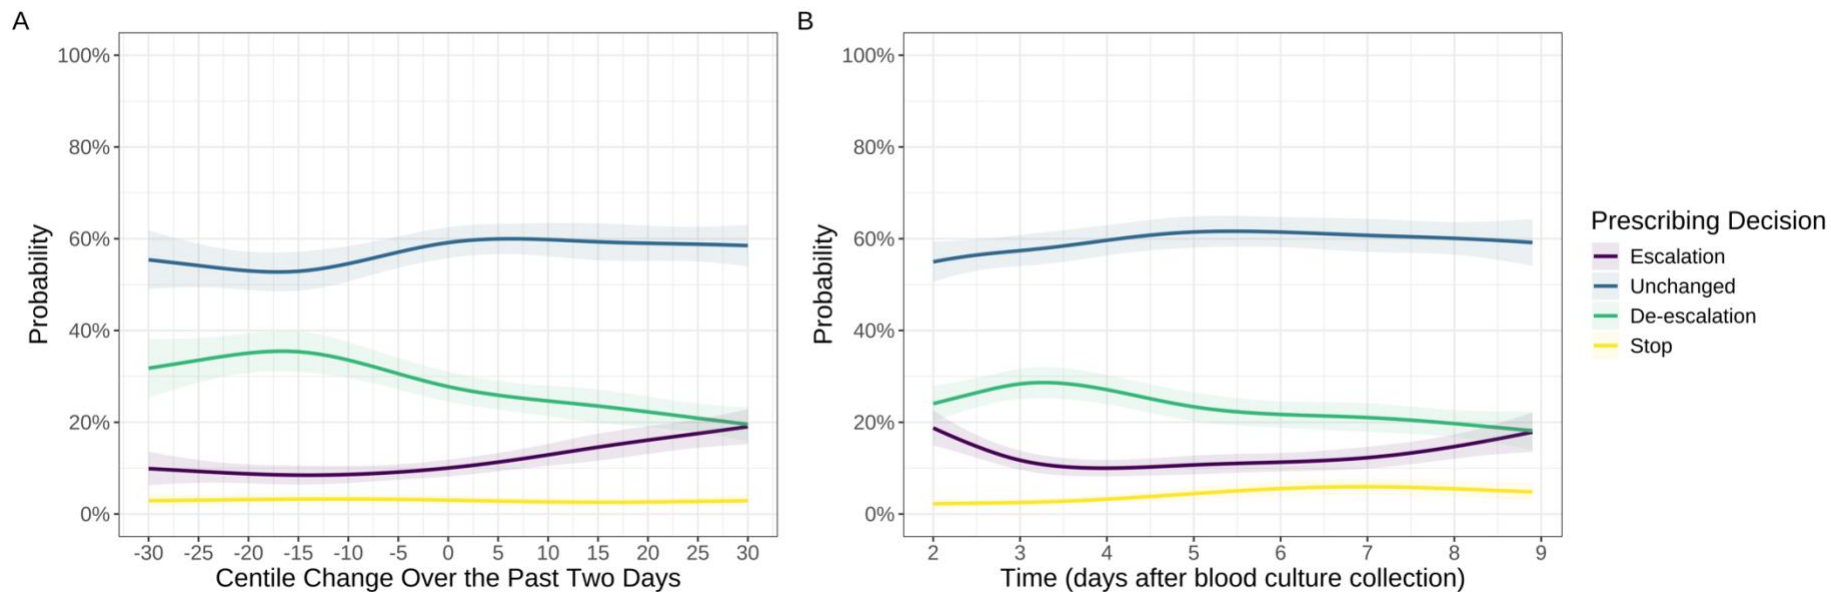 A
100%
80%
60%
40%
20%
0%
Probability
-30 -25 -20 -15 -10 -5 0 5 10 15 20 25 30
Centile Change Over the Past Two Days
B
100%
80%
60%
40%
20%
0%
Probability
2 3 4 5 6 7 8 9
Time (days after blood culture collection)
Prescribing Decision
Escalation
Unchanged
De-escalation
Stop